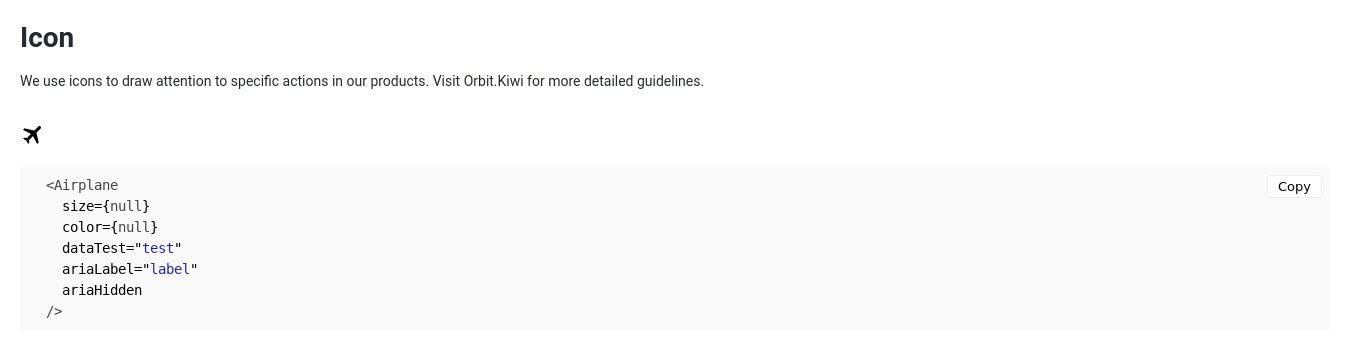 Icon
We use icons to draw attention to specific actions in our products. Visit Orbit.Kiwi for more detailed guidelines.
Copy
<Airplane
  size={null}
  color={null}
  dataTest="test"
  ariaLabel="label"
  ariaHidden
/>